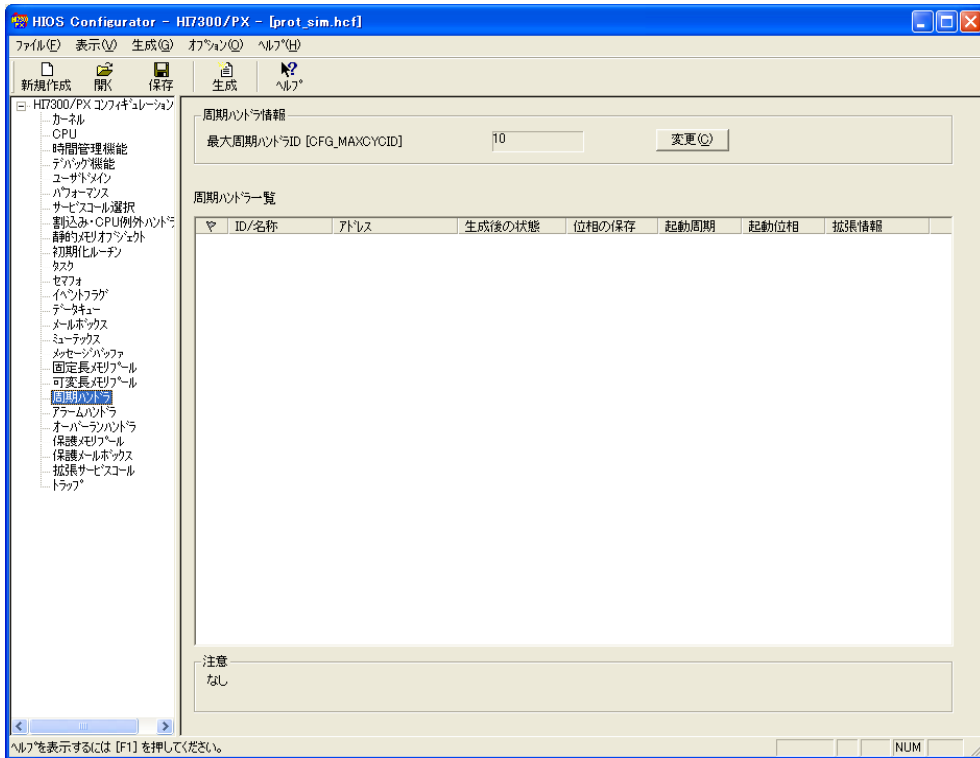 HIOS Configurator - HI7300/PX - [prot_sim.hcf]
ファイル(F) 表示(V) 生成(G) オプション(O) ヘルプ(H)
新規作成 開く 保存 生成 ヘルプ
HI7300/PX コンフィギュレーション
カーネル
CPU
時間管理機能
デバッグ機能
ユーザドメイン
パフォーマンス
サービスコール選択
割込み・CPU例外ハンドラ
静的メモリオブジェクト
初期化ルーチン
タスク
セマフォ
イベントフラグ
データキュー
メールボックス
ミューテックス
メッセージバッファ
固定長メモリプール
可変長メモリプール
周期ハンドラ
アラームハンドラ
オーバーランハンドラ
保護メモリプール
保護メールボックス
拡張サービスコール
トラップ
周期ハンドラ情報
最大周期ハンドラID [CFG_MAXCYCID] 10 変更(C)
周期ハンドラ一覧
ID/名称 アドレス 生成後の状態 位相の保存 起動周期 起動位相 拡張情報
注意
なし
ヘルプを表示するには [F1] を押してください。 NUM